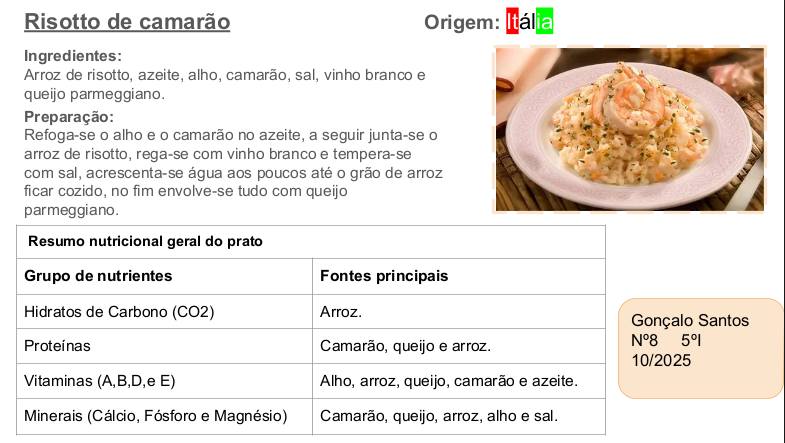 Risotto de camarão
Origem: Itália
Ingredientes:
Arroz de risotto, azeite, alho, camarão, sal, vinho branco e
queijo parmeggiano.
Preparação:
Refoga-se o alho e o camarão no azeite, a seguir junta-se o
arroz de risotto, rega-se com vinho branco e tempera-se
com sal, acrescenta-se água aos poucos até o grão de arroz
ficar cozido, no fim envolve-se tudo com queijo
parmeggiano.
Resumo nutricional geral do prato
Grupo de nutrientes Fontes principais
Hidratos de Carbono (CO2) Arroz.
Proteínas Camarão, queijo e arroz.
Vitaminas (A,B,D,e E) Alho, arroz, queijo, camarão e azeite.
Minerais (Cálcio, Fósforo e Magnésio) Camarão, queijo, arroz, alho e sal.
Gonçalo Santos
Nº8 5ºI
10/2025